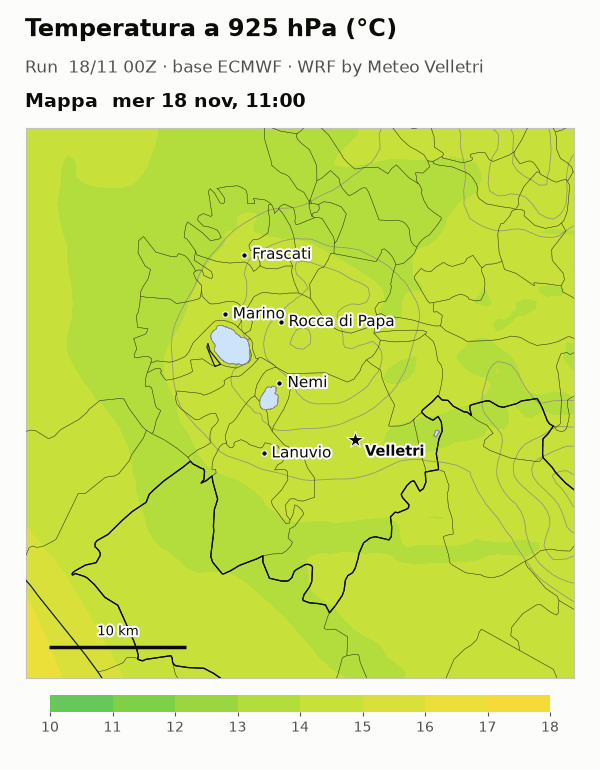 Temperatura a 925 hPa (°C)
Run  18/11 00Z · base ECMWF · WRF by Meteo Velletri
Mappa  mer 18 nov, 11:00
Frascati
Marino
Rocca di Papa
Nemi
Velletri
Lanuvio
10 km
10 11 12 13 14 15 16 17 18